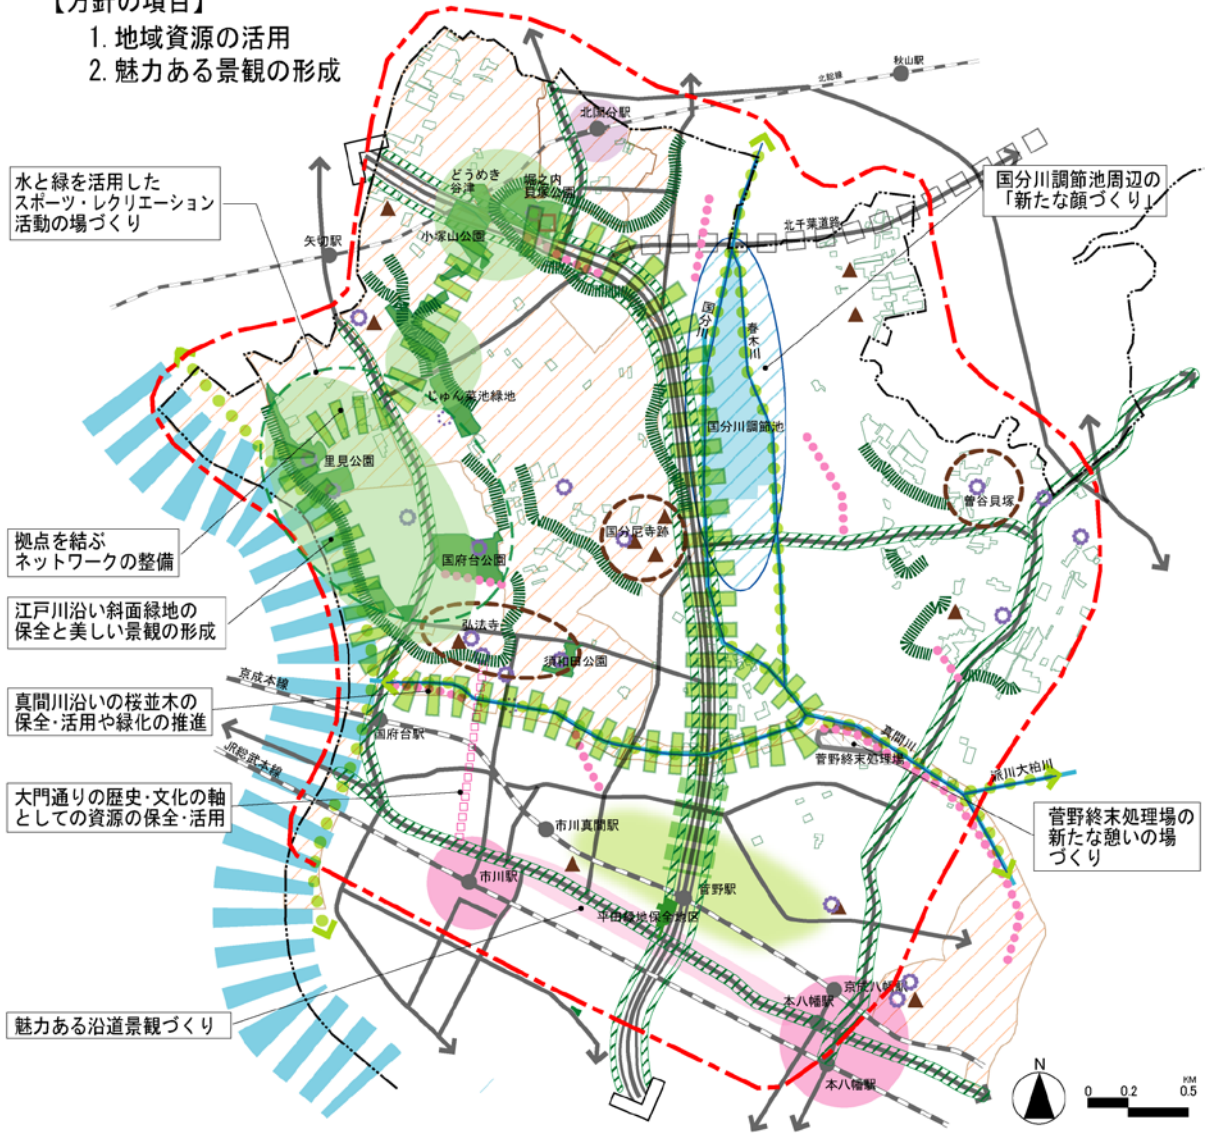 【方針の項目】
1. 地域資源の活用
2. 魅力ある景観の形成
秋山駅
北総線
北国分駅
水と緑を活用した
スポーツ・レクリエーション
活動の場づくり
どうめき
谷津
堀之内
貝塚公園
国分川調節池周辺の
「新たな顔づくり」
小塚山公園
矢切駅
北千葉道路
国分川
春木川
じゅん菜池緑地
国分川調節池
里見公園
曽谷貝塚
拠点を結ぶ
ネットワークの整備
国分尼寺跡
国府台公園
江戸川沿い斜面緑地の
保全と美しい景観の形成
弘法寺
須和田公園
京成本線
真間川沿いの桜並木の
保全・活用や緑化の推進
国府台駅
真間川
JR総武本線
菅野終末処理場
派川大柏川
大門通りの歴史・文化の軸
としての資源の保全・活用
菅野終末処理場の
新たな憩いの場
づくり
市川真間駅
市川駅
菅野駅
平田緑地保全地区
京成八幡駅
本八幡駅
魅力ある沿道景観づくり
本八幡駅
N
KM
0 0.2 0.5